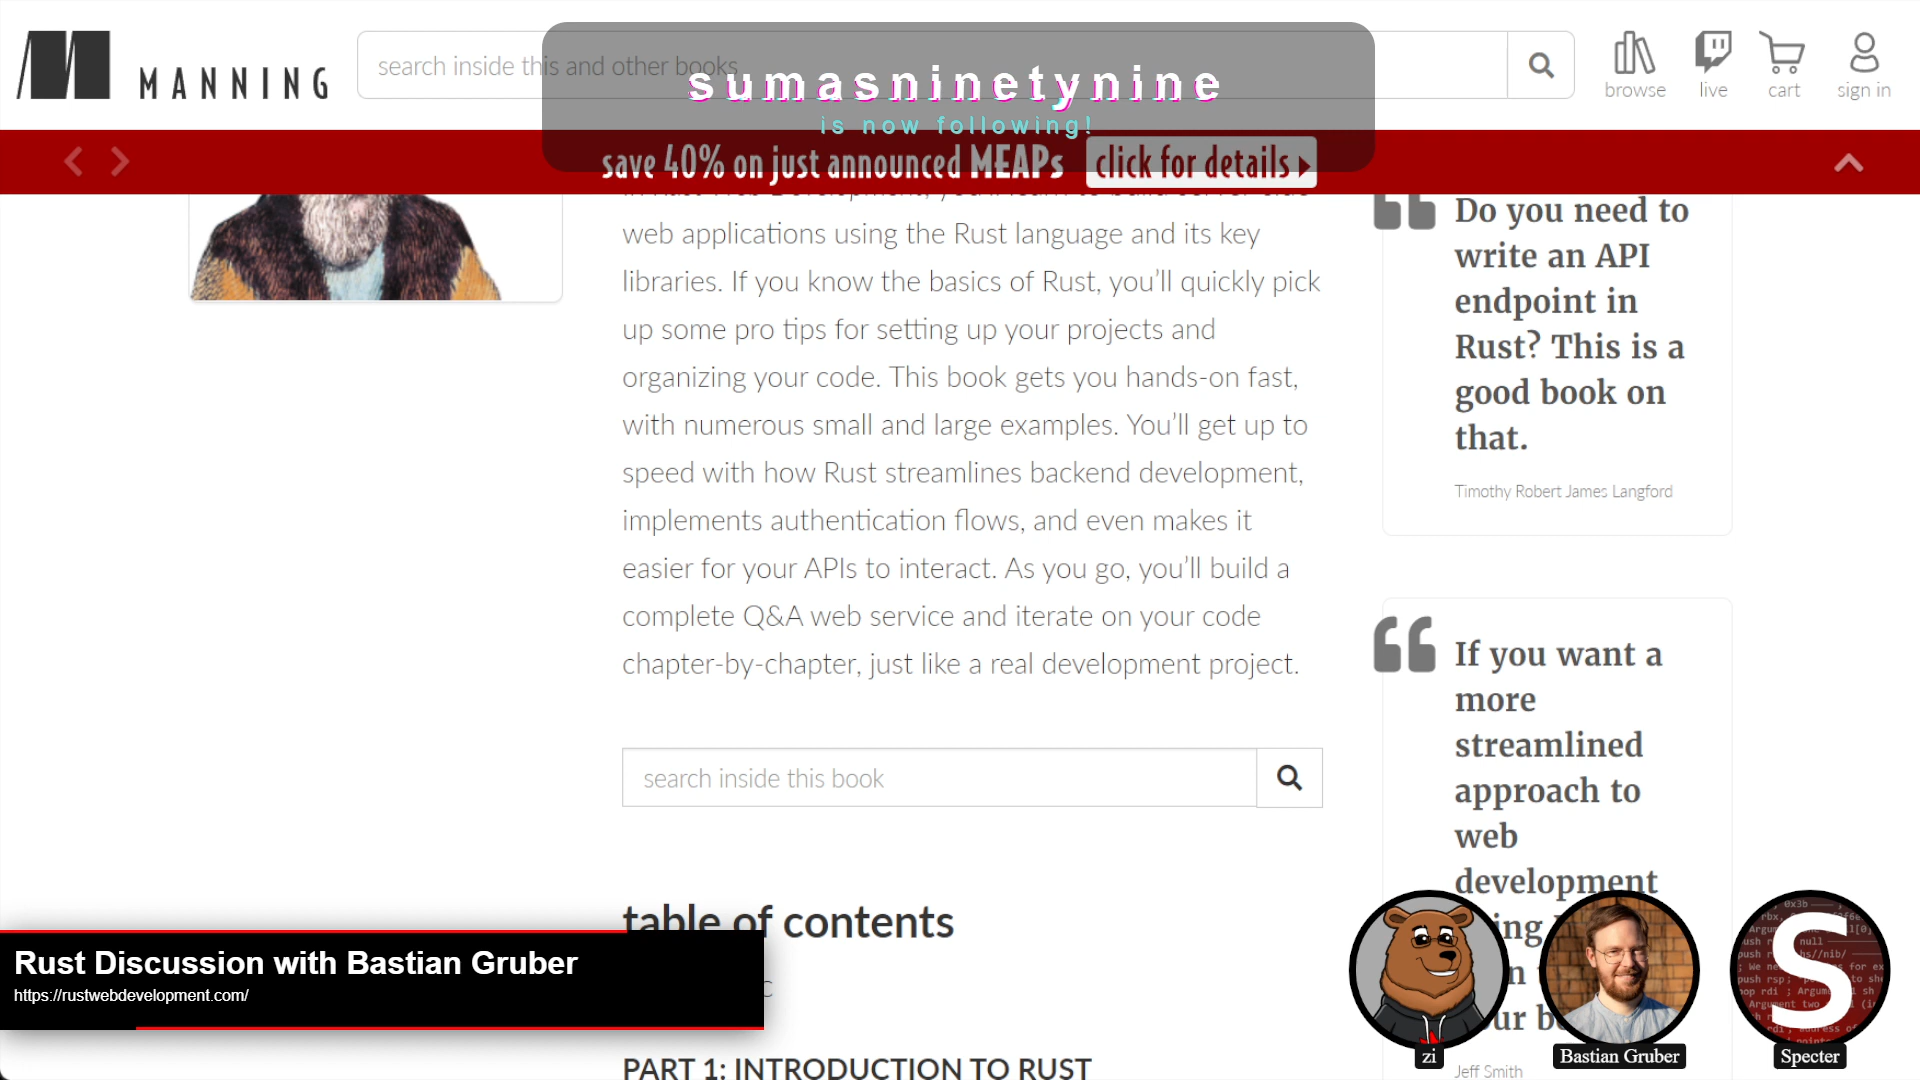 MANNING
search inside this and other books
sumasninetynine
is now following!
browse
live
cart
sign in
save 40% on just announced MEAPs
click for details
web applications using the Rust language and its key
libraries. If you know the basics of Rust, you'll quickly pick
up some pro tips for setting up your projects and
organizing your code. This book gets you hands-on fast,
with numerous small and large examples. You'll get up to
speed with how Rust streamlines backend development,
implements authentication flows, and even makes it
easier for your APIs to interact. As you go, you'll build a
complete Q&A web service and iterate on your code
chapter-by-chapter, just like a real development project.
search inside this book
table of contents
PART 1: INTRODUCTION TO RUST
Do you need to
write an API
endpoint in
Rust? This is a
good book on
that.
Timothy Robert James Langford
If you want a
more
streamlined
approach to
web
development
Jeff Smith
Rust Discussion with Bastian Gruber
https://rustwebdevelopment.com/
zi
Bastian Gruber
S
Specter